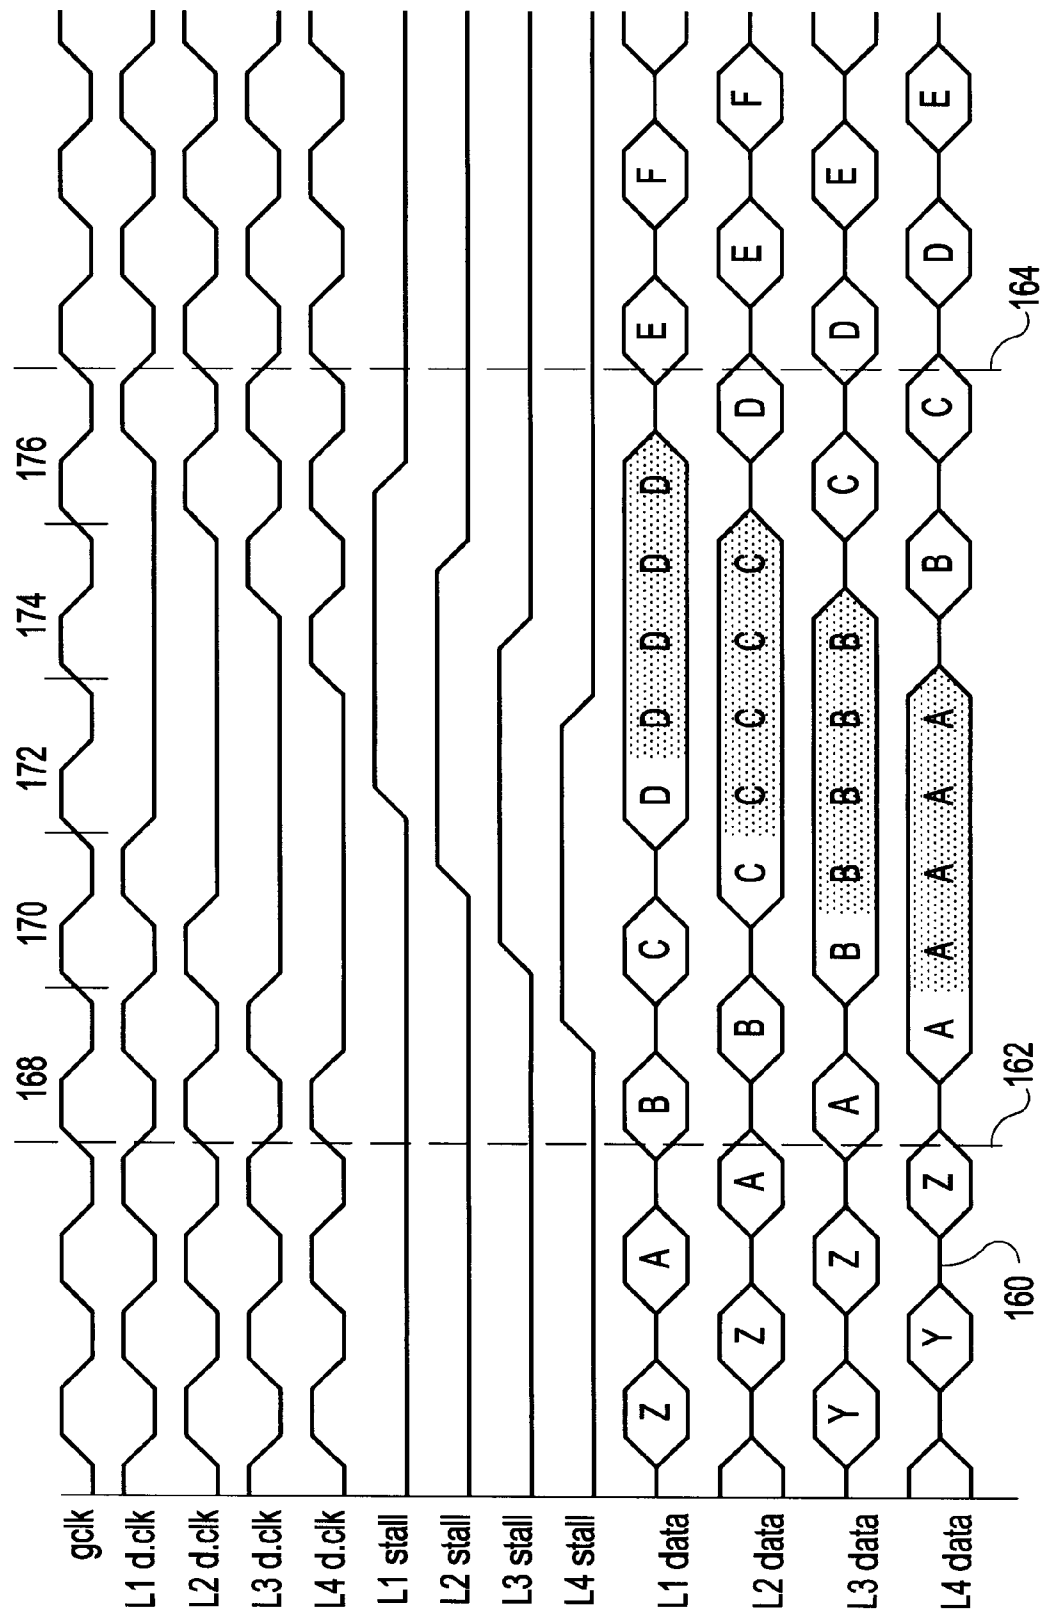 168 170 172 174 176
gclk
L1 d.clk
L2 d.clk
L3 d.clk
L4 d.clk
L1 stall
L2 stall
L3 stall
L4 stall
L1 data Z A B C D D D D D E F
L2 data Z A B C C C C C D E F
L3 data Y Z A B B B B B C D E
L4 data Y Z A A A A A B C D E
160 162 164